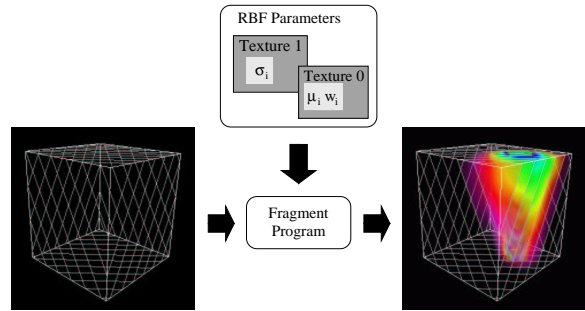 RBF Parameters
Texture 1
σi
Texture 0
μi wi
Fragment
Program